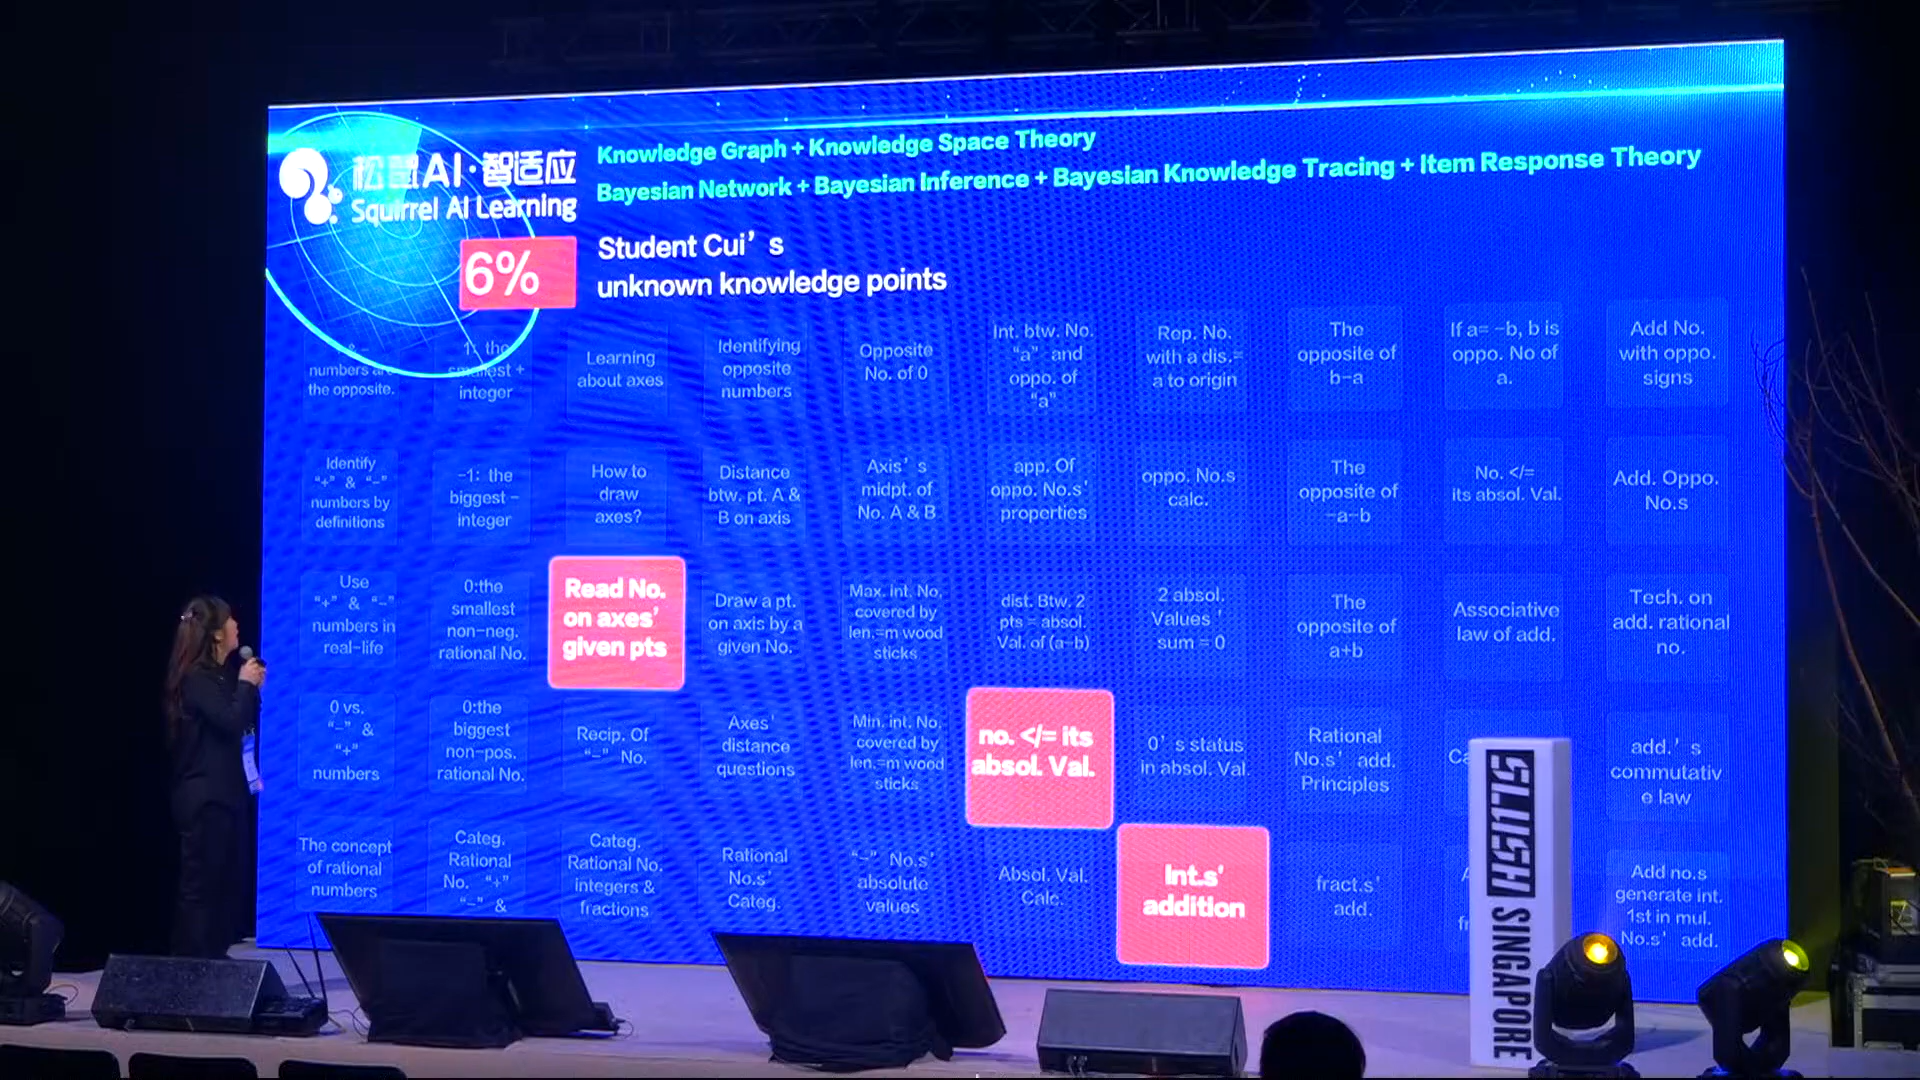 Knowledge Graph + Knowledge Space Theory
Bayesian Network + Bayesian Inference + Bayesian Knowledge Tracing + Item Response Theory
松鼠AI·智适应
Squirrel AI Learning
6%
Student Cui's
unknown knowledge points
numbers are
the opposite.
1: the
smallest +
integer
Learning
about axes
Identifying
opposite
numbers
Opposite
No. of 0
Int. btw. No.
“a” and
oppo. of
“a”
Rep. No.
with a dis.=
a to origin
The
opposite of
b-a
If a= -b, b is
oppo. No of
a.
Add No.
with oppo.
signs
Identify
“+” & “-”
numbers by
definitions
-1: the
biggest -
integer
How to
draw
axes?
Distance
btw. pt. A &
B on axis
Axis's
midpt. of
No. A & B
app. Of
oppo. No.s'
properties
oppo. No.s
calc.
The
opposite of
-a-b
No. </=
its absol. Val.
Add. Oppo.
No.s
Use
“+” & “-”
numbers in
real-life
0:the
smallest
non-neg.
rational No.
Read No.
on axes'
given pts
Draw a pt.
on axis by a
given No.
Max. int. No.
covered by
len.=m wood
sticks
dist. Btw. 2
pts = absol.
Val. of (a-b)
2 absol.
Values '
sum = 0
The
opposite of
a+b
Associative
law of add.
Tech. on
add. rational
no.
0 vs.
“-” &
“+”
numbers
0:the
biggest
non-pos.
rational No.
Recip. Of
“-” No.
Axes'
distance
questions
Min. int. No.
covered by
len.=m wood
sticks
no. </= its
absol. Val.
0's status
in absol. Val.
Rational
No.s' add.
Principles
add.'s
commutativ
e law
The concept
of rational
numbers
Categ.
Rational
No. “+”
“-” &
Categ.
Rational No.
integers &
fractions
Rational
No.s'
Categ.
“-” No.s'
absolute
values
Absol. Val.
Calc.
Int.s'
addition
fract.s'
add.
Add no.s
generate int.
1st in mul.
No.s' add.
SLUSH SINGAPORE